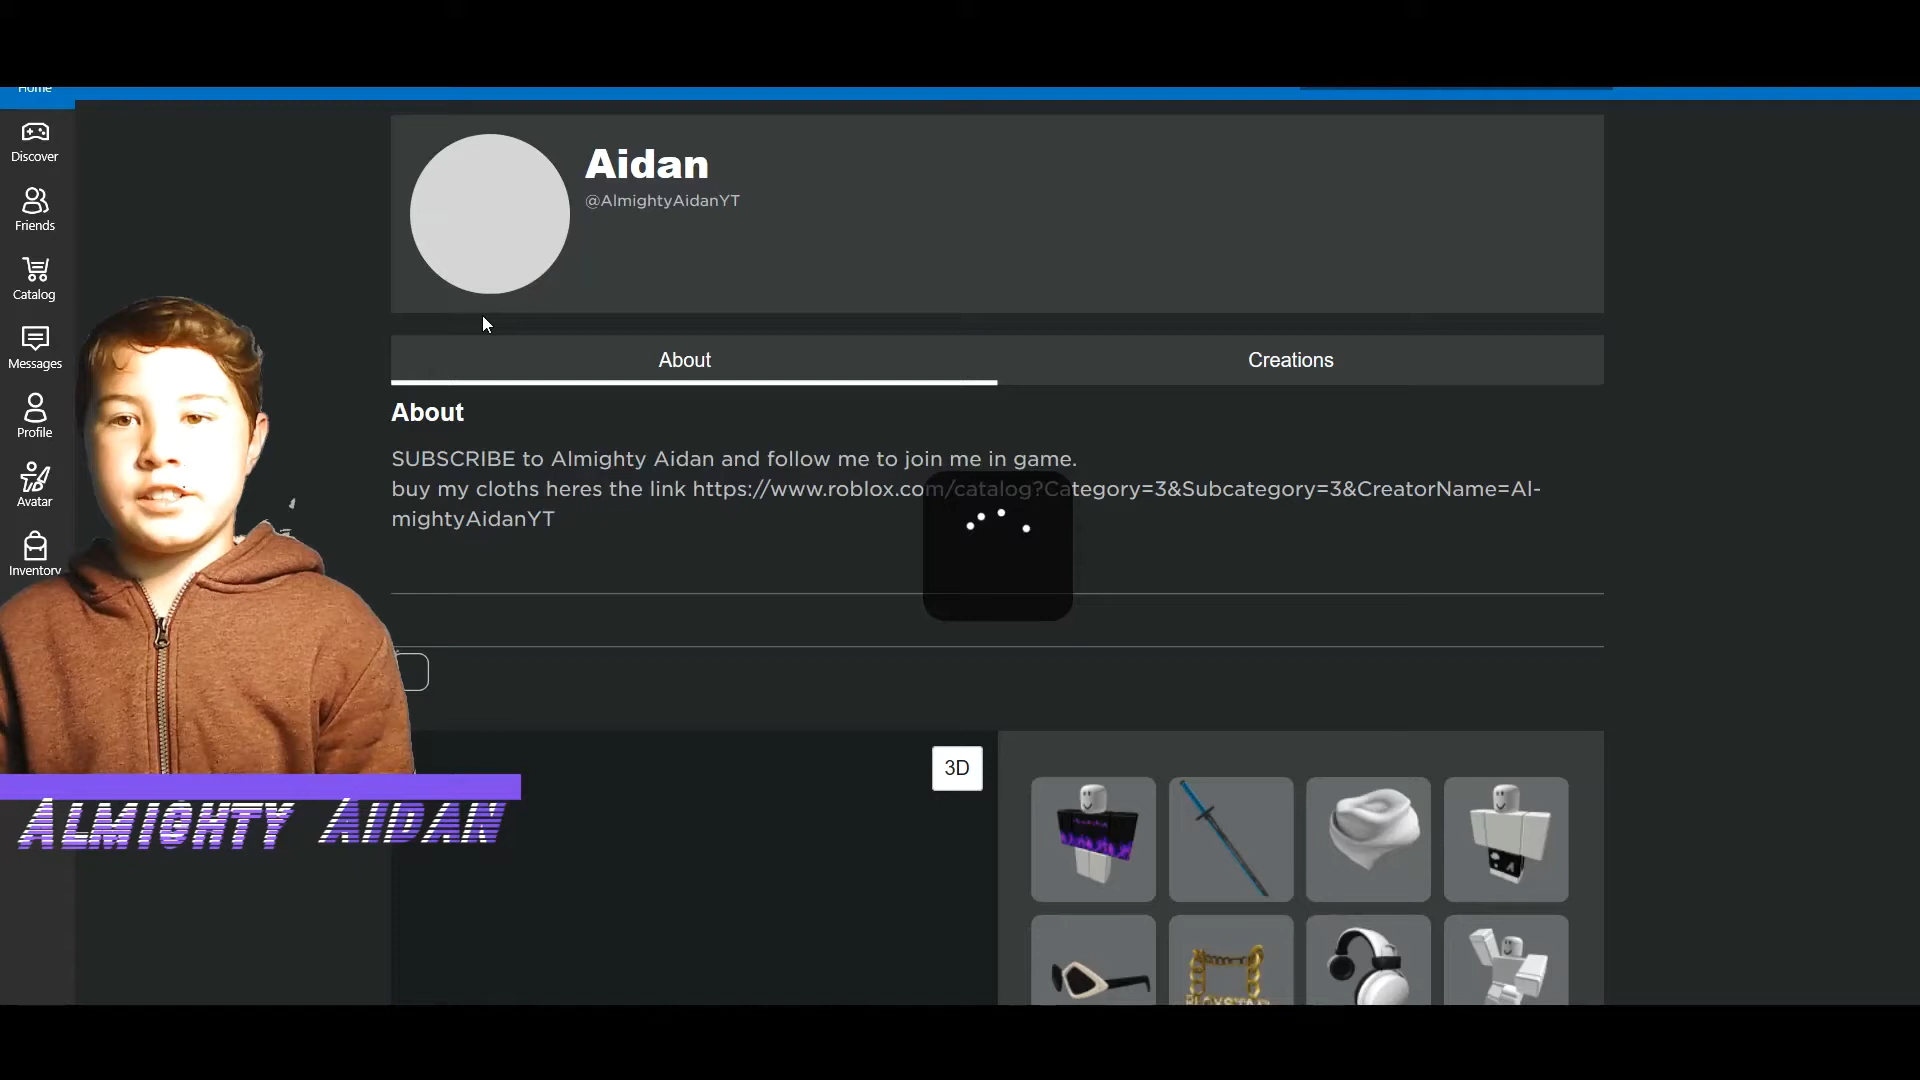 Home
Discover
Friends
Catalog
Messages
Profile
Avatar
Inventory
Aidan
@AlmightyAidanYT
About
Creations
About
SUBSCRIBE to Almighty Aidan and follow me to join me in game.
buy my cloths heres the link https://www.roblox.com/catalog?Category=3&Subcategory=3&CreatorName=Al-
mightyAidanYT
3D
ALMIGHTY AIDAN